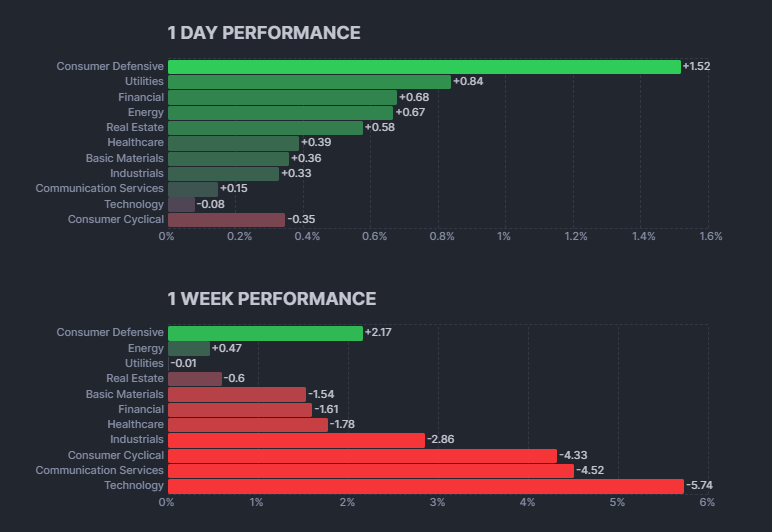 1 DAY PERFORMANCE
Consumer Defensive +1.52
Utilities +0.84
Financial +0.68
Energy +0.67
Real Estate +0.58
Healthcare +0.39
Basic Materials +0.36
Industrials +0.33
Communication Services +0.15
Technology -0.08
Consumer Cyclical -0.35
0% 0.2% 0.4% 0.6% 0.8% 1% 1.2% 1.4% 1.6%
1 WEEK PERFORMANCE
Consumer Defensive +2.17
Energy +0.47
Utilities -0.01
Real Estate -0.6
Basic Materials -1.54
Financial -1.61
Healthcare -1.78
Industrials -2.86
Consumer Cyclical -4.33
Communication Services -4.52
Technology -5.74
0% 1% 2% 3% 4% 5% 6%